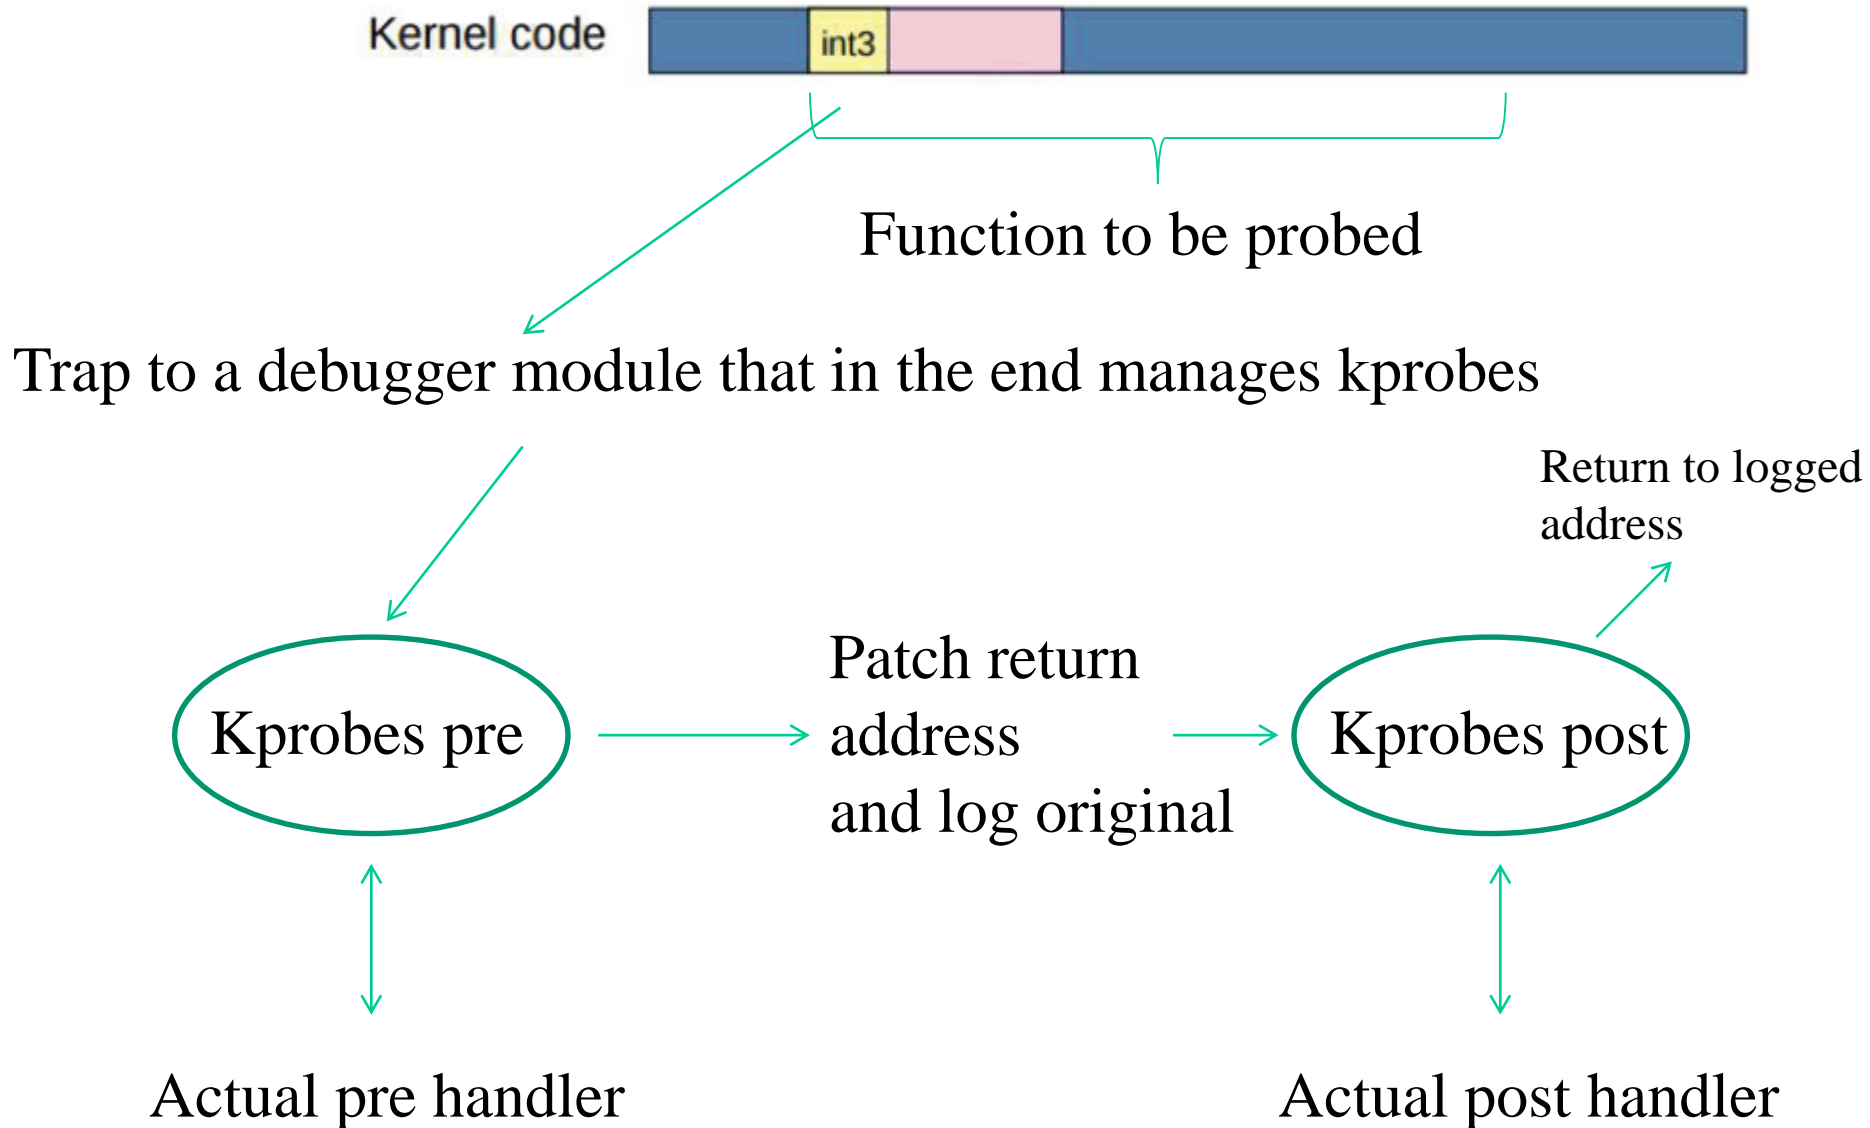 Kernel code
int3
Function to be probed
Trap to a debugger module that in the end manages kprobes
Return to logged
address
Kprobes pre
Patch return
address
and log original
Kprobes post
Actual pre handler
Actual post handler